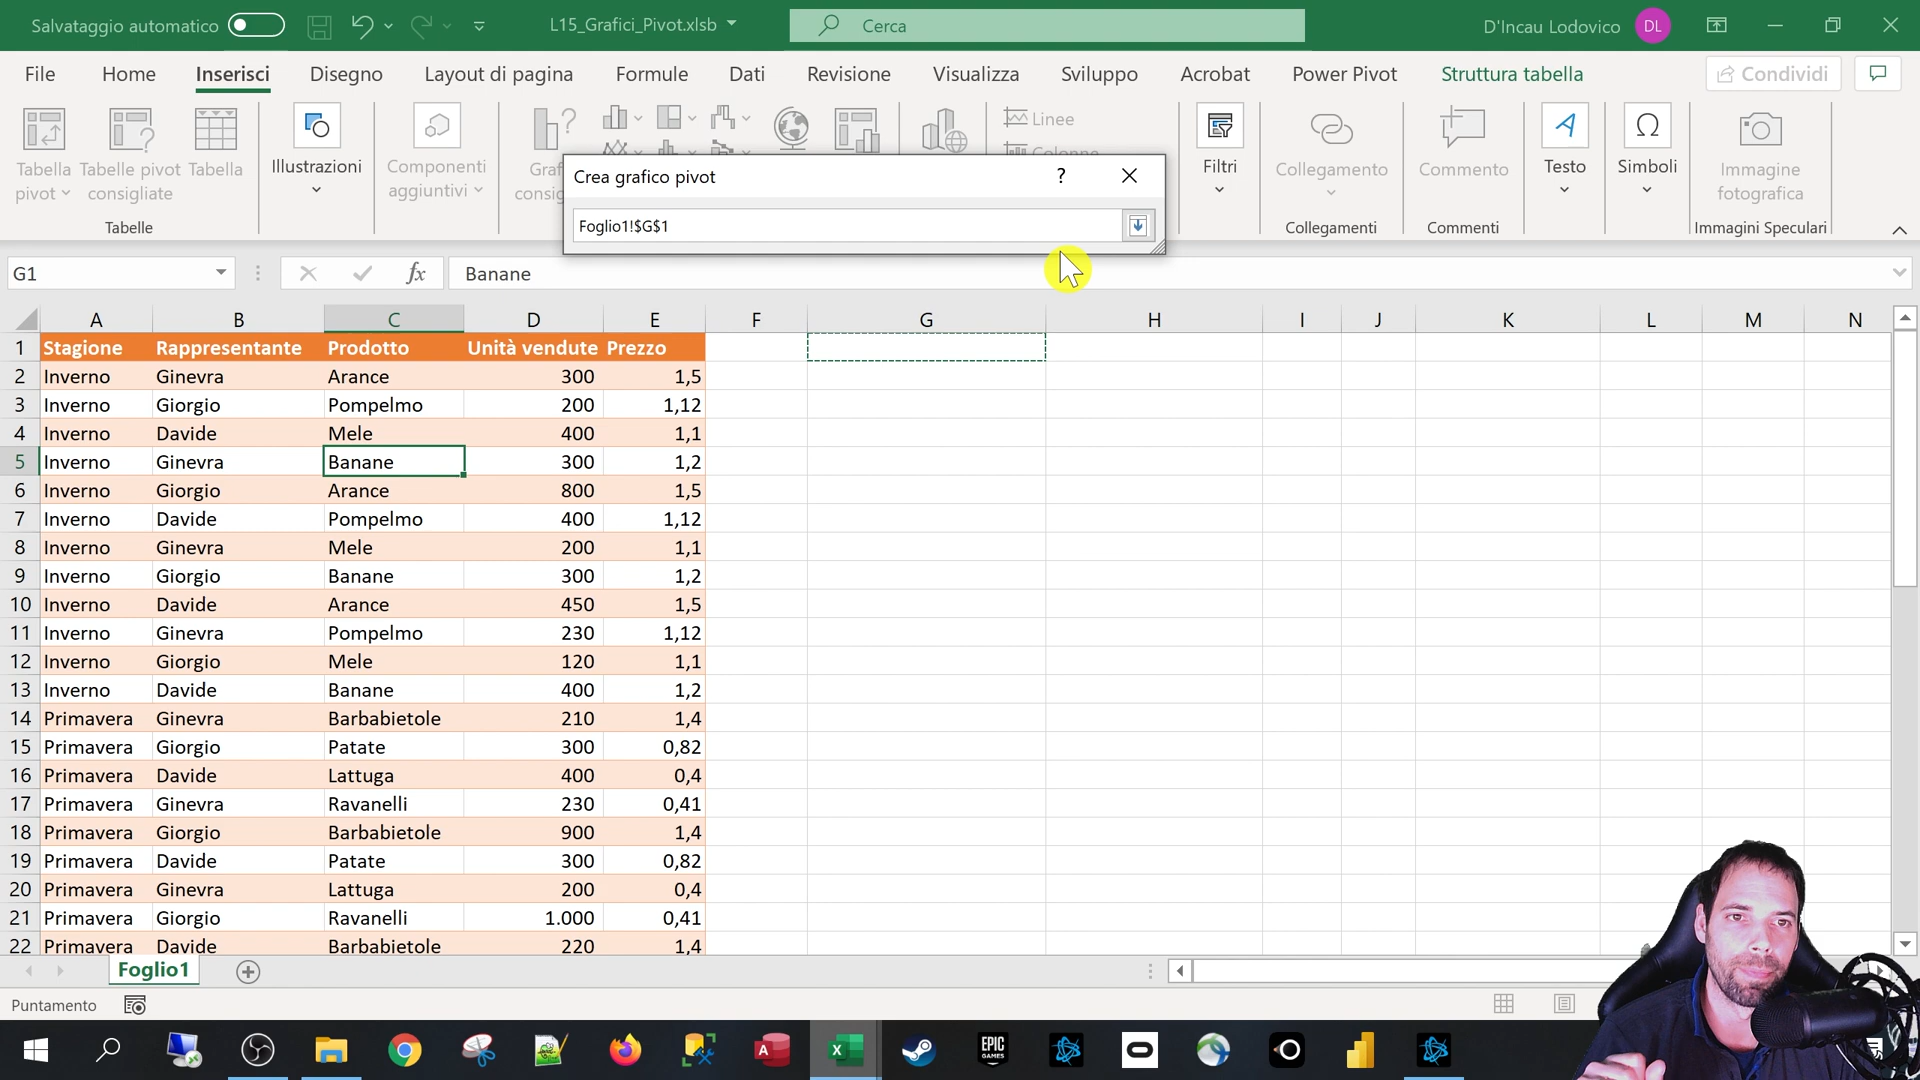 Salvataggio automatico
L15_Grafici_Pivot.xlsb
Cerca
D'Incau Lodovico
DL
File Home Inserisci Disegno Layout di pagina Formule Dati Revisione Visualizza Sviluppo Acrobat Power Pivot Struttura tabella
Condividi
Tabella pivot
Tabelle pivot consigliate
Tabella
Tabelle
Illustrazioni
Componenti aggiuntivi
Linee
Filtri
Collegamento
Collegamenti
Commento
Commenti
Testo
Simboli
Immagine fotografica
Immagini Speculari
Crea grafico pivot
?
Foglio1!$G$1
G1
fx
Banane
A B C D E F G H I J K L M N
1 Stagione Rappresentante Prodotto Unità vendute Prezzo
2 Inverno Ginevra Arance 300 1,5
3 Inverno Giorgio Pompelmo 200 1,12
4 Inverno Davide Mele 400 1,1
5 Inverno Ginevra Banane 300 1,2
6 Inverno Giorgio Arance 800 1,5
7 Inverno Davide Pompelmo 400 1,12
8 Inverno Ginevra Mele 200 1,1
9 Inverno Giorgio Banane 300 1,2
10 Inverno Davide Arance 450 1,5
11 Inverno Ginevra Pompelmo 230 1,12
12 Inverno Giorgio Mele 120 1,1
13 Inverno Davide Banane 400 1,2
14 Primavera Ginevra Barbabietole 210 1,4
15 Primavera Giorgio Patate 300 0,82
16 Primavera Davide Lattuga 400 0,4
17 Primavera Ginevra Ravanelli 230 0,41
18 Primavera Giorgio Barbabietole 900 1,4
19 Primavera Davide Patate 300 0,82
20 Primavera Ginevra Lattuga 200 0,4
21 Primavera Giorgio Ravanelli 1.000 0,41
22 Primavera Davide Barbabietole 220 1,4
Foglio1
Puntamento
EPIC GAMES